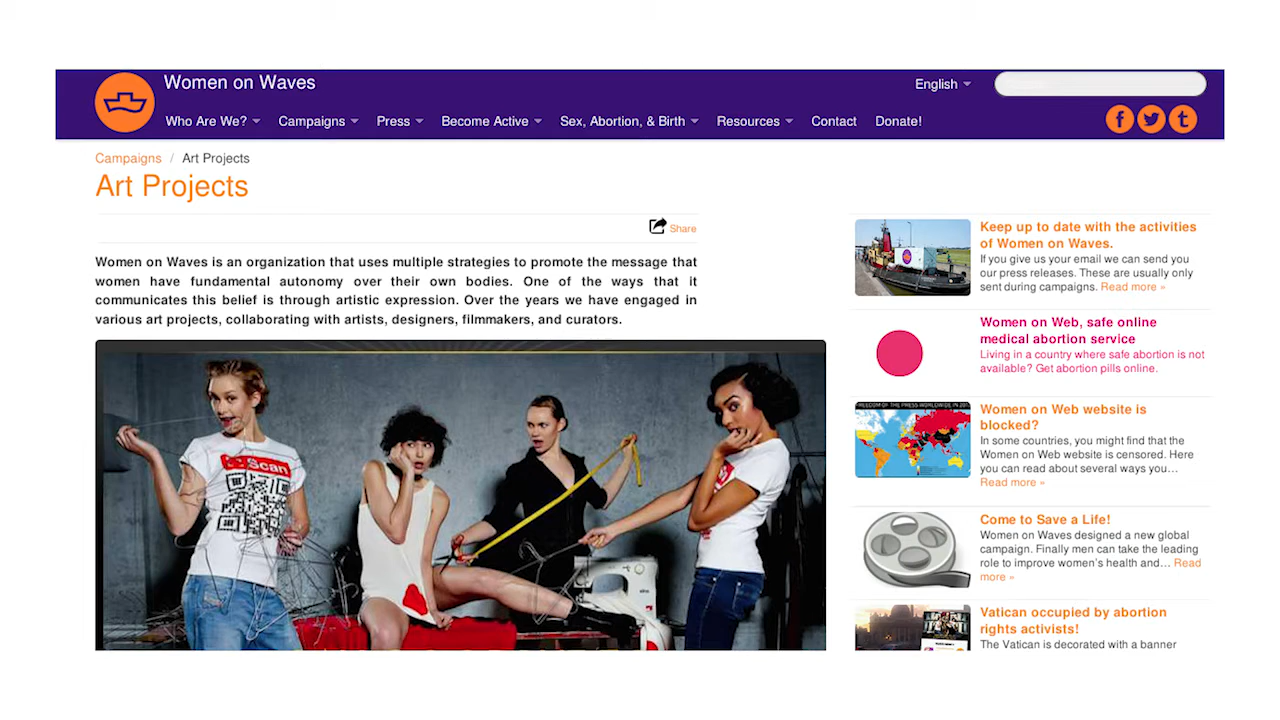 Women on Waves
English
Who Are We?
Campaigns
Press
Become Active
Sex, Abortion, & Birth
Resources
Contact
Donate!
Campaigns / Art Projects
Art Projects
Share
Women on Waves is an organization that uses multiple strategies to promote the message that
women have fundamental autonomy over their own bodies. One of the ways that it
communicates this belief is through artistic expression. Over the years we have engaged in
various art projects, collaborating with artists, designers, filmmakers, and curators.
Scan
Keep up to date with the activities
of Women on Waves.
If you give us your email we can send you
our press releases. These are usually only
sent during campaigns. Read more »
Women on Web, safe online
medical abortion service
Living in a country where safe abortion is not
available? Get abortion pills online.
FREEDOM OF THE PRESS WORLDWIDE IN
Women on Web website is
blocked?
In some countries, you might find that the
Women on Web website is censored. Here
you can read about several ways you…
Read more »
Come to Save a Life!
Women on Waves designed a new global
campaign. Finally men can take the leading
role to improve women's health and… Read
more »
Vatican occupied by abortion
rights activists!
The Vatican is decorated with a banner